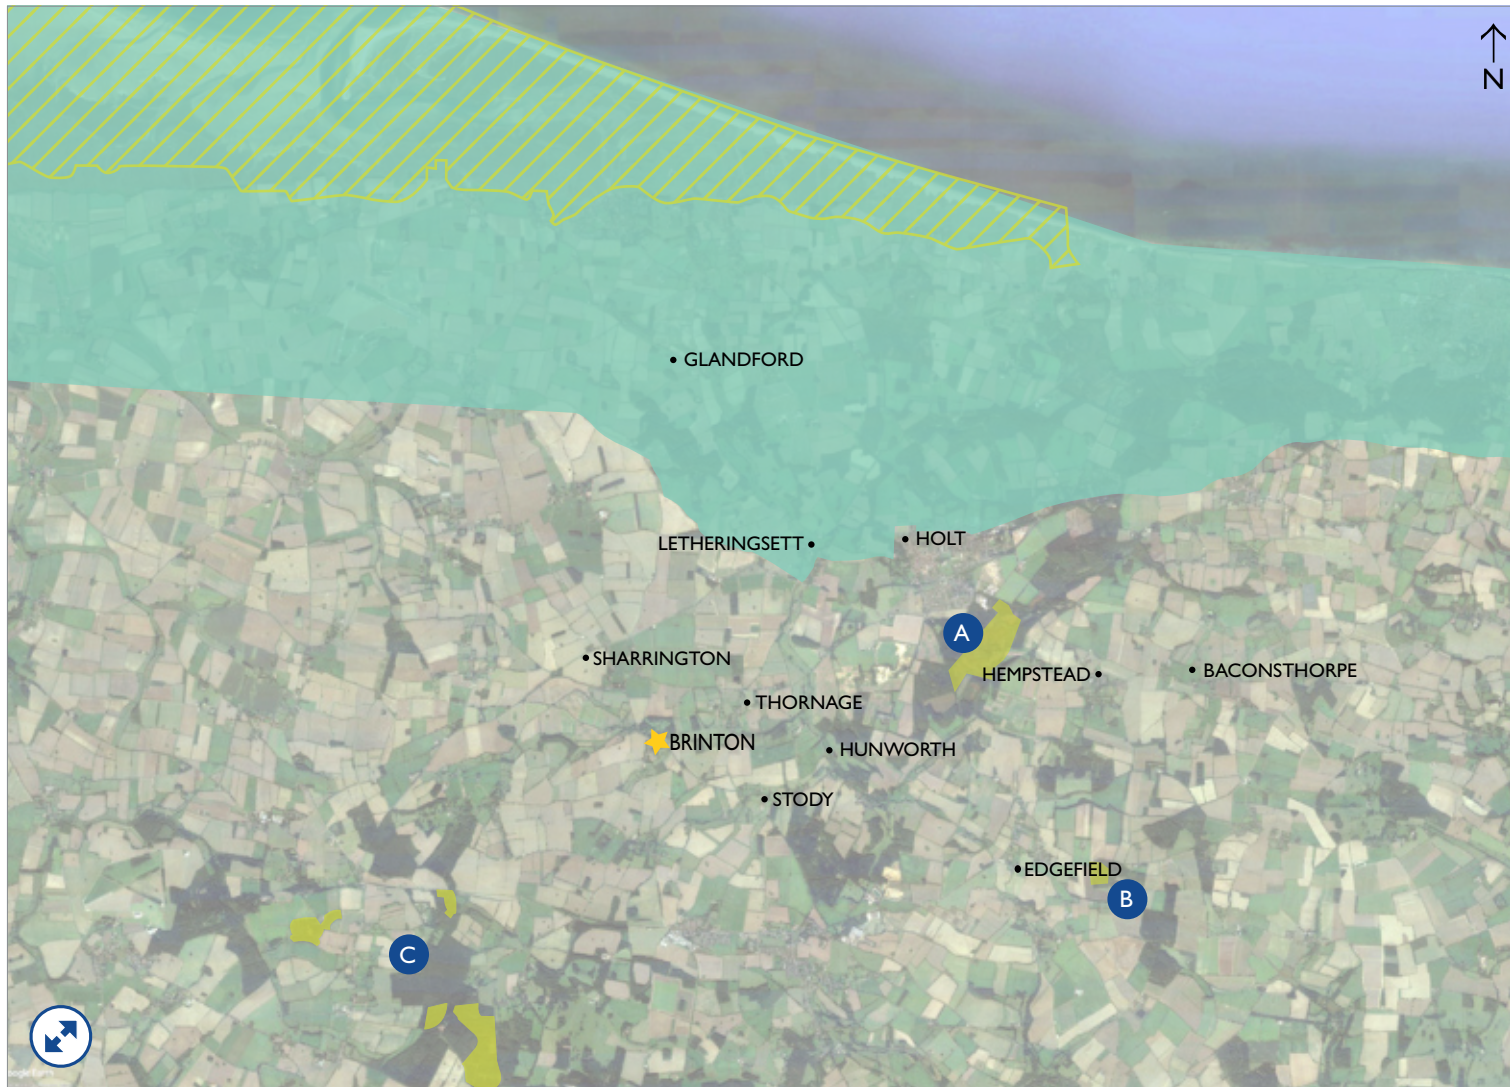 N
GLANDFORD
LETHERINGSETT
HOLT
A
SHARRINGTON
HEMPSTEAD
BACONSTHORPE
THORNAGE
BRINTON
HUNWORTH
STODY
EDGEFIELD
B
C